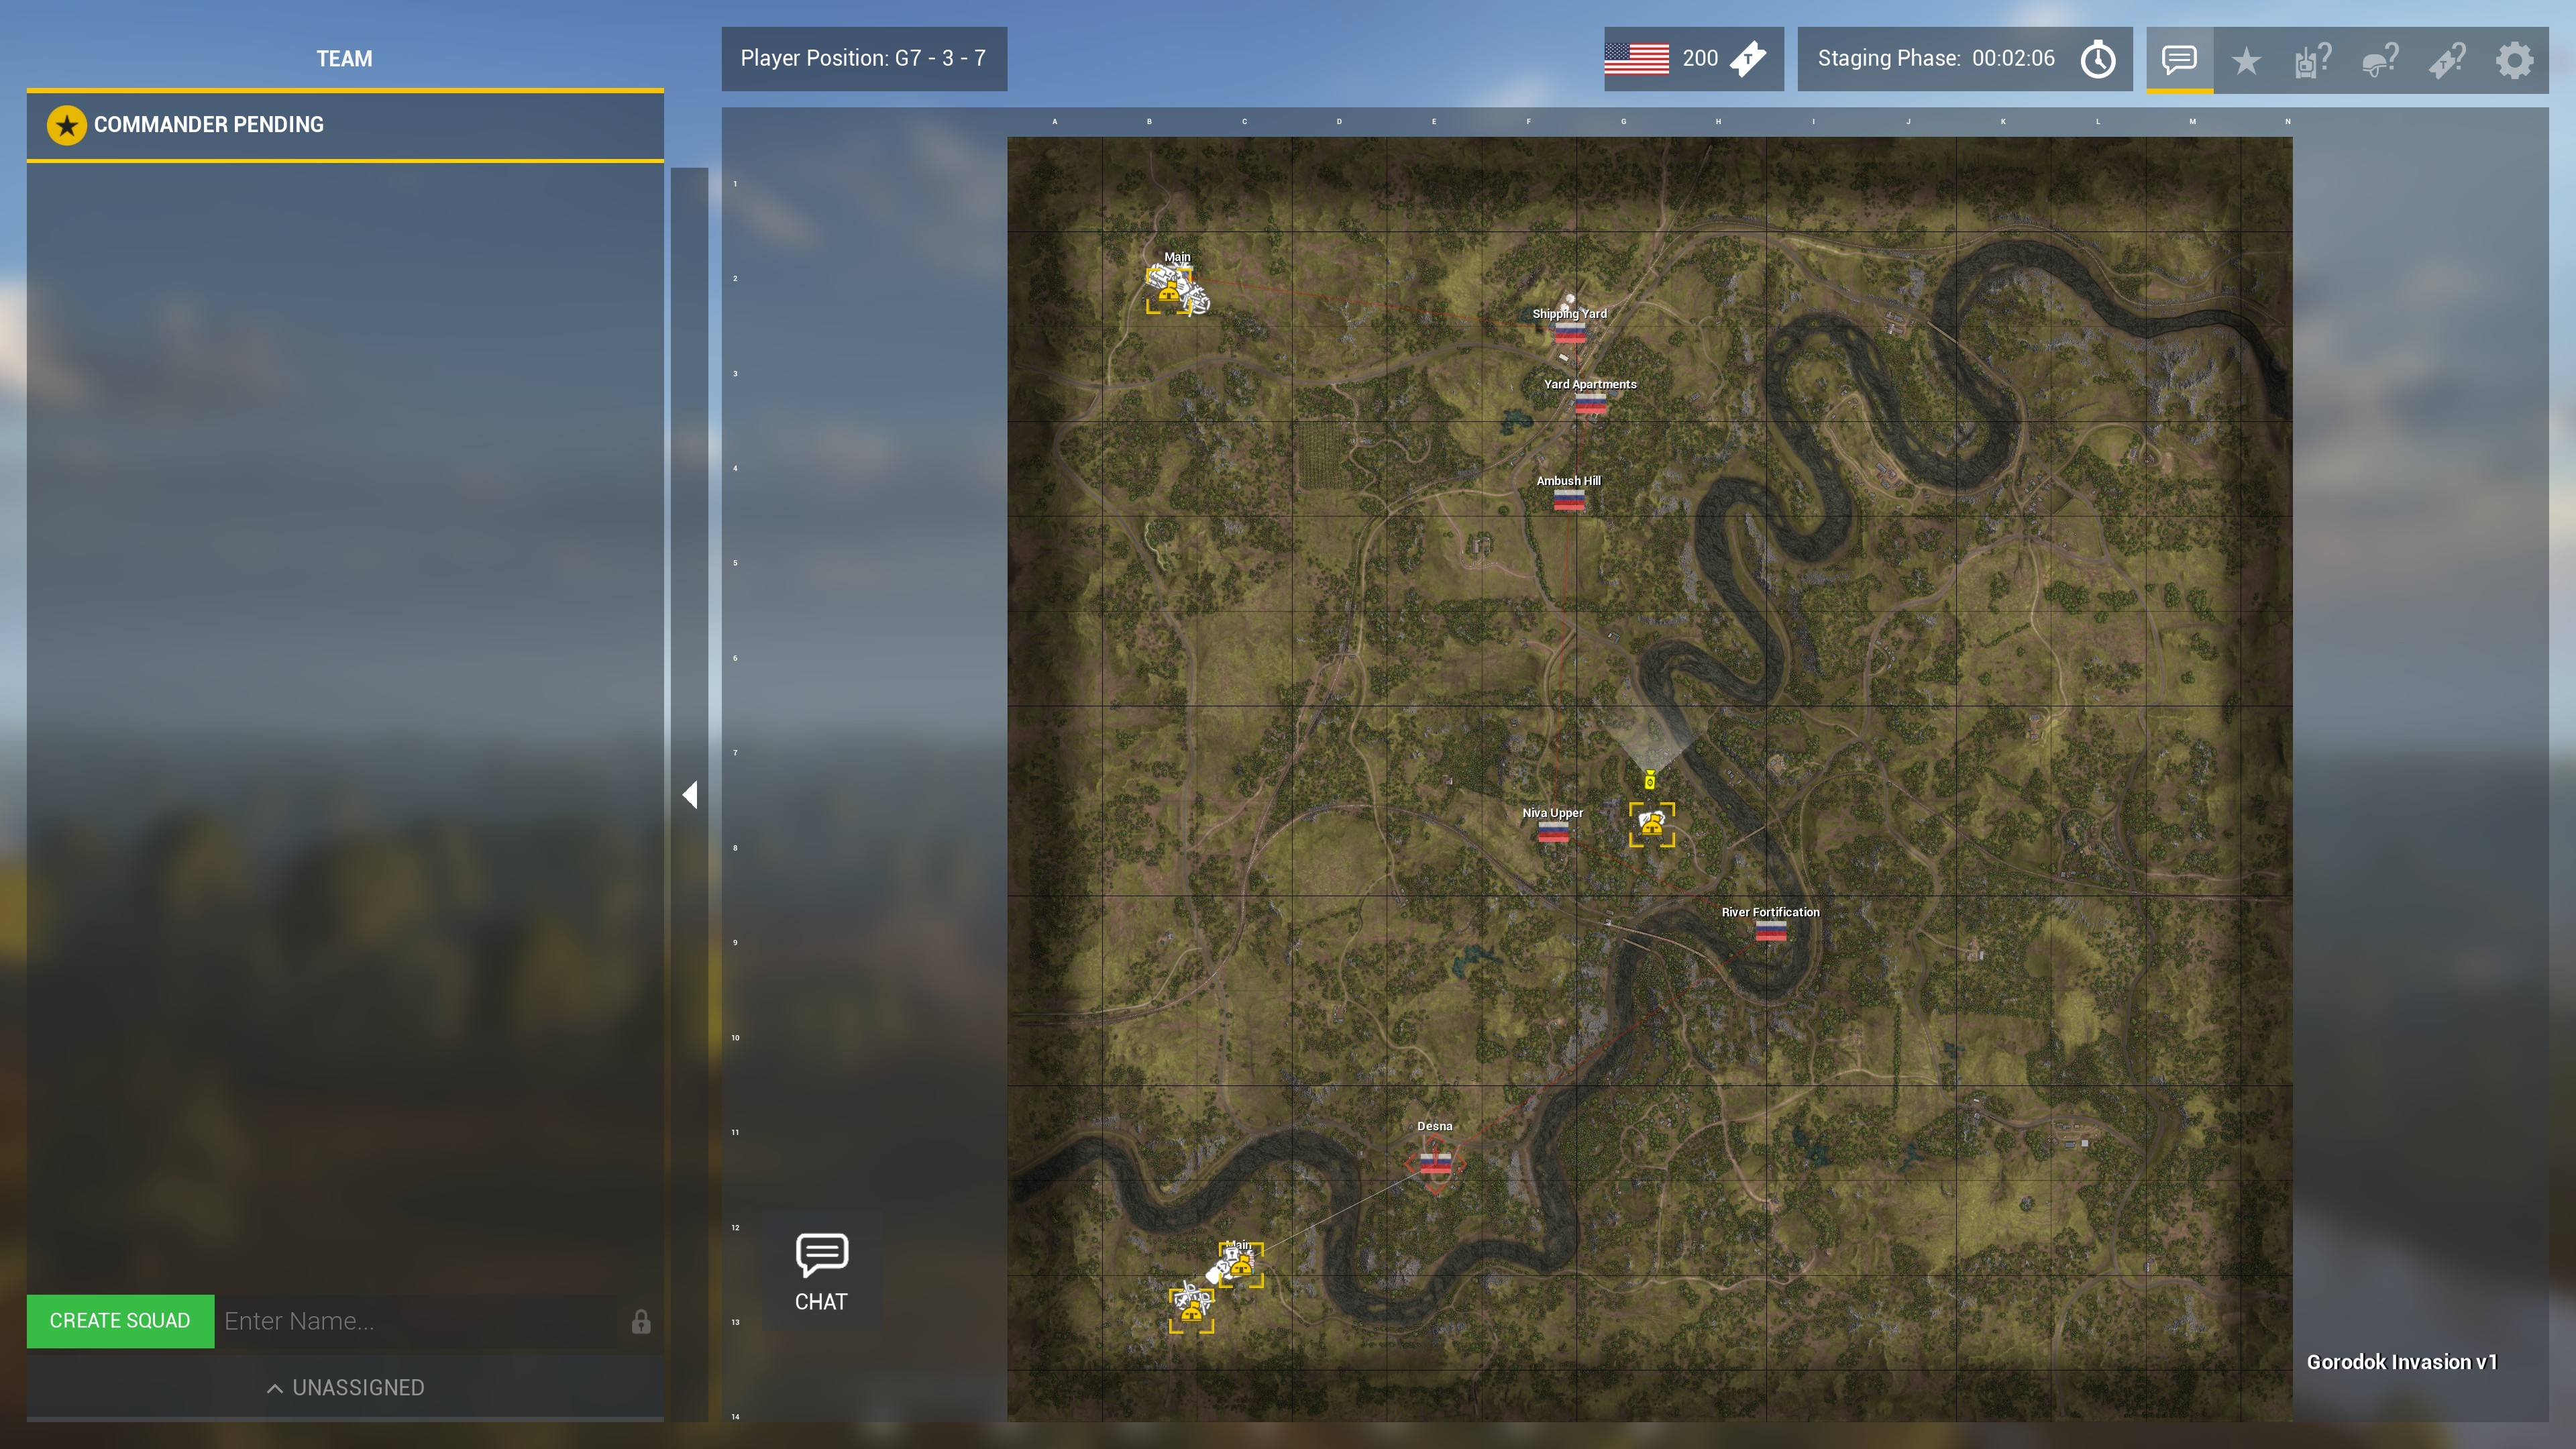 TEAM
Player Position: G7 - 3 - 7
200
Staging Phase: 00:02:06
COMMANDER PENDING
A B C D E F G H I J K L M N
1
2
3
4
5
6
7
8
9
10
11
12
13
14
Main
Shipping Yard
Yard Apartments
Ambush Hill
Niva Upper
River Fortification
Desna
Main
CHAT
CREATE SQUAD Enter Name...
UNASSIGNED
Gorodok Invasion v1